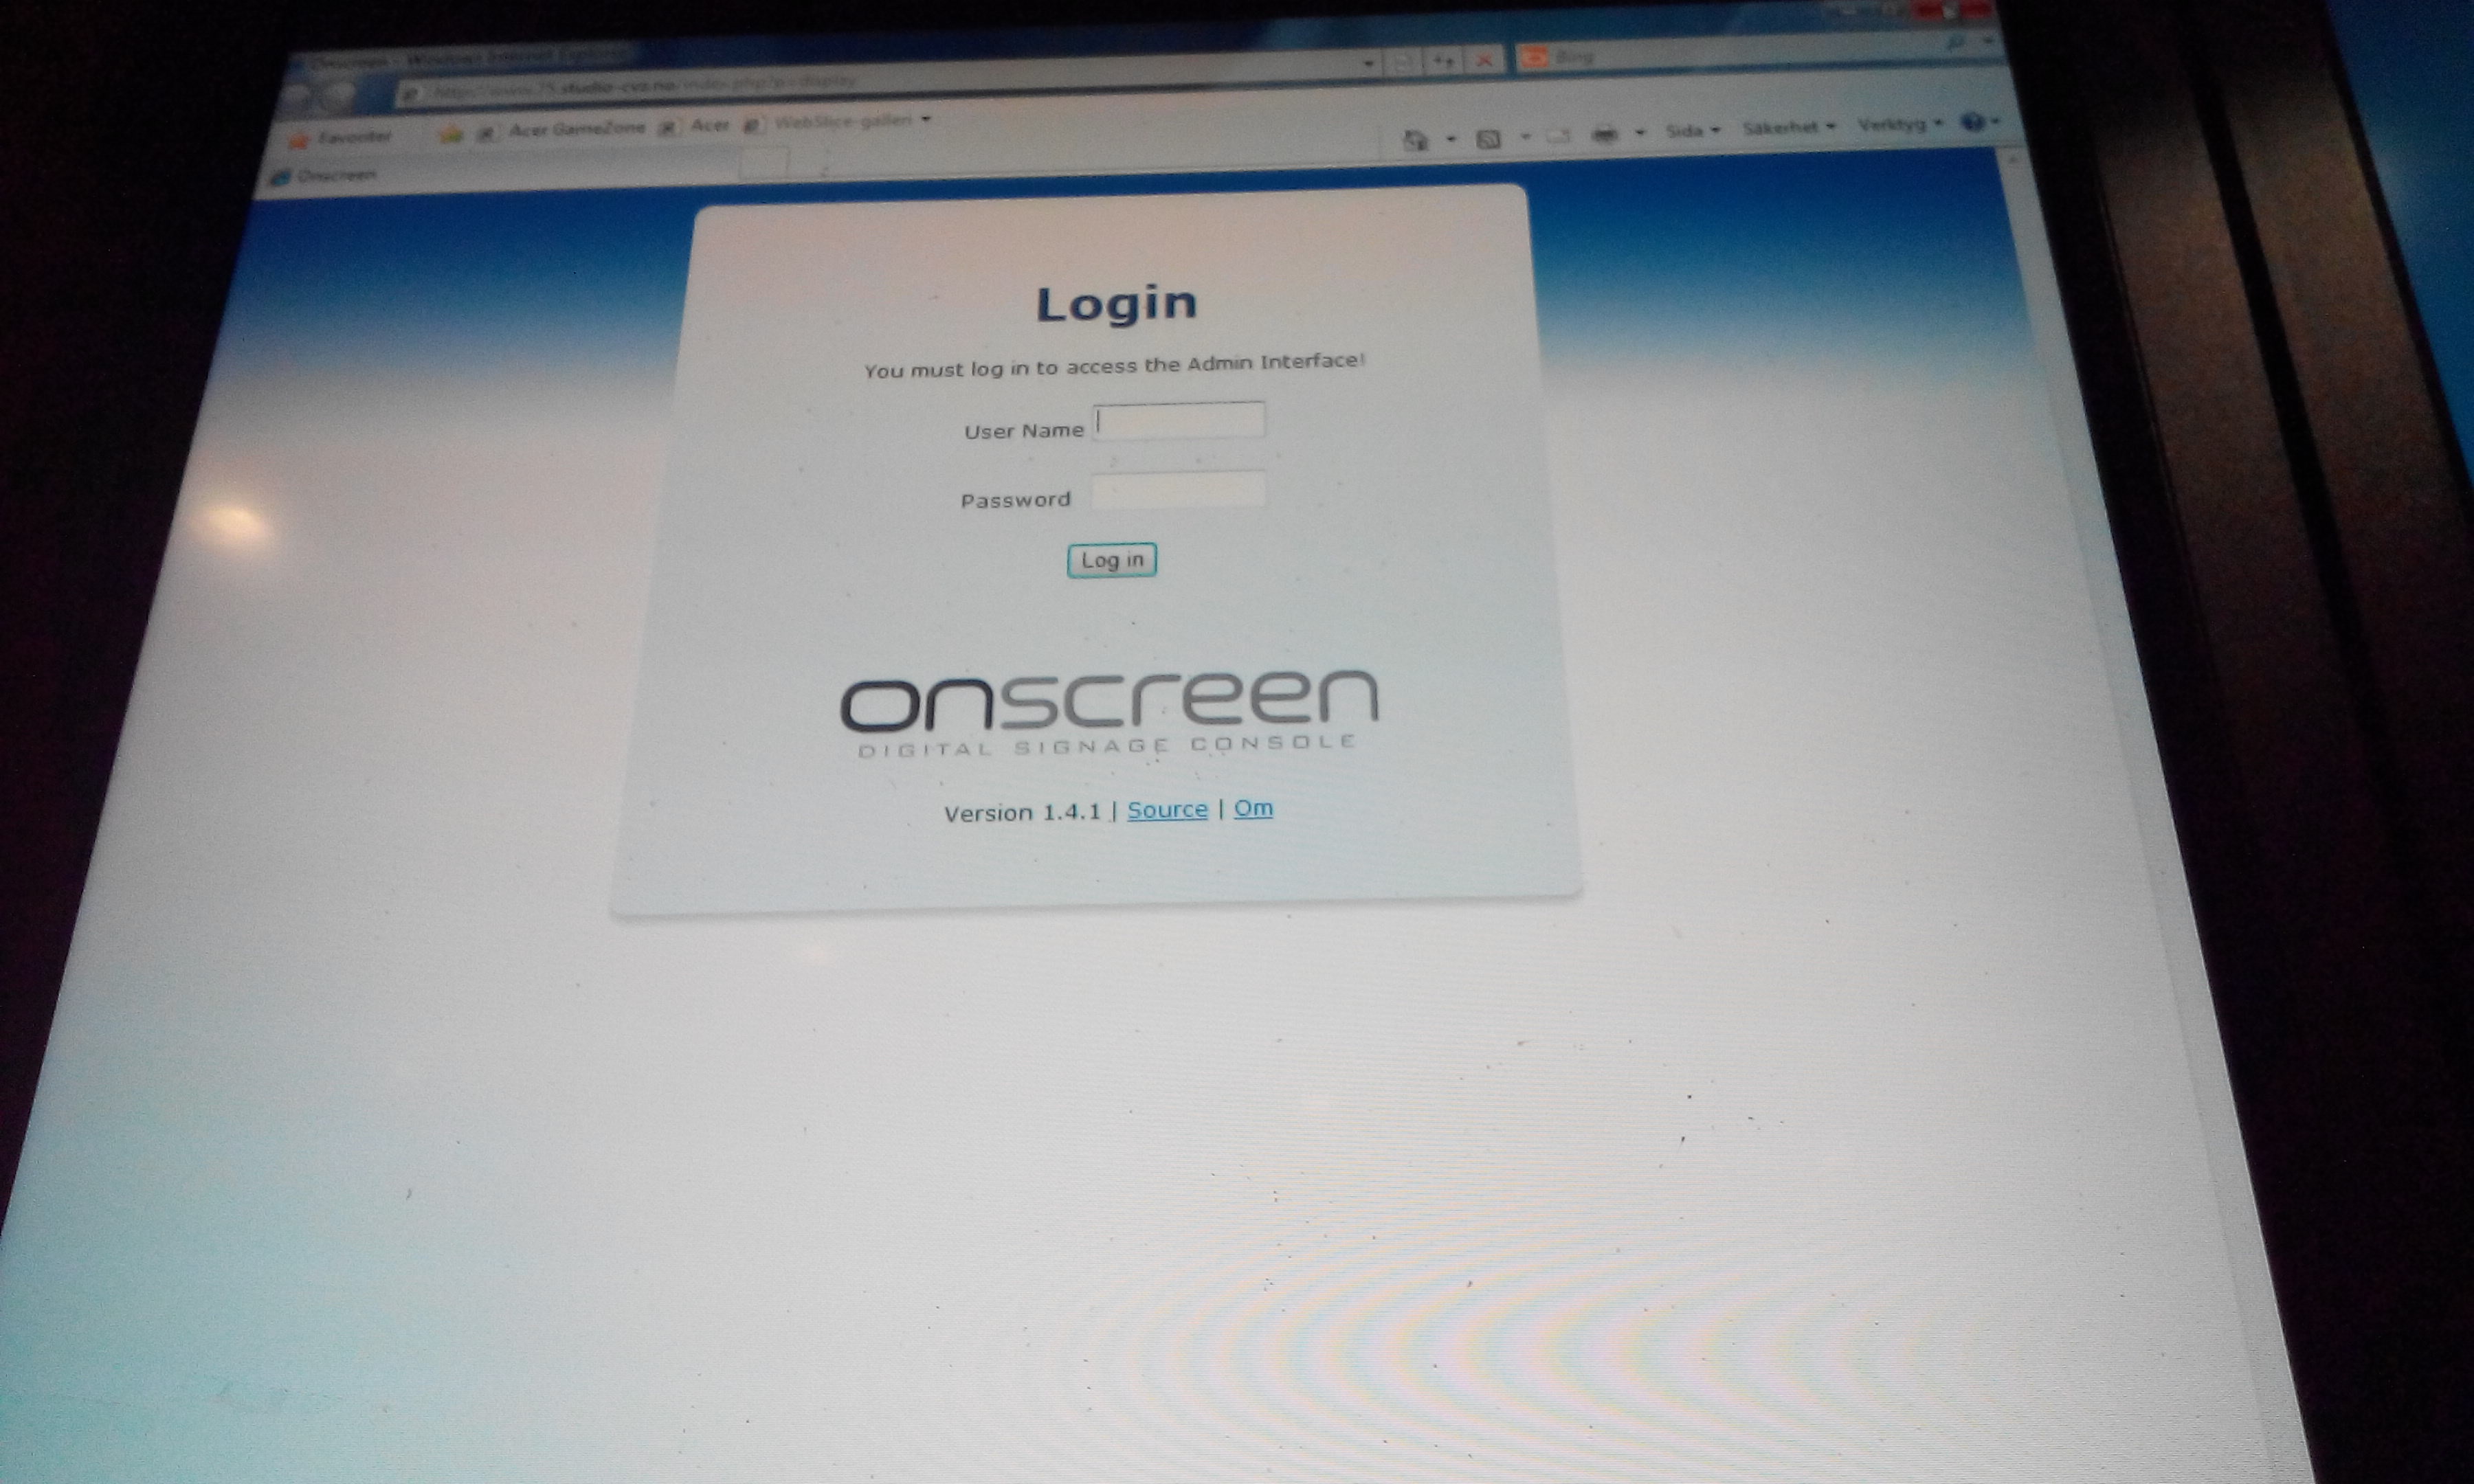 Onscreen - Windows Internet Explorer
Bing
Favoriter Acer GameZone Acer WebSlice-galleri
Onscreen Sida Säkerhet Verktyg
Login
You must log in to access the Admin Interface!
User Name
Password
Log in
onscreen
DIGITAL SIGNAGE CONSOLE
Version 1.4.1 | Source | Om